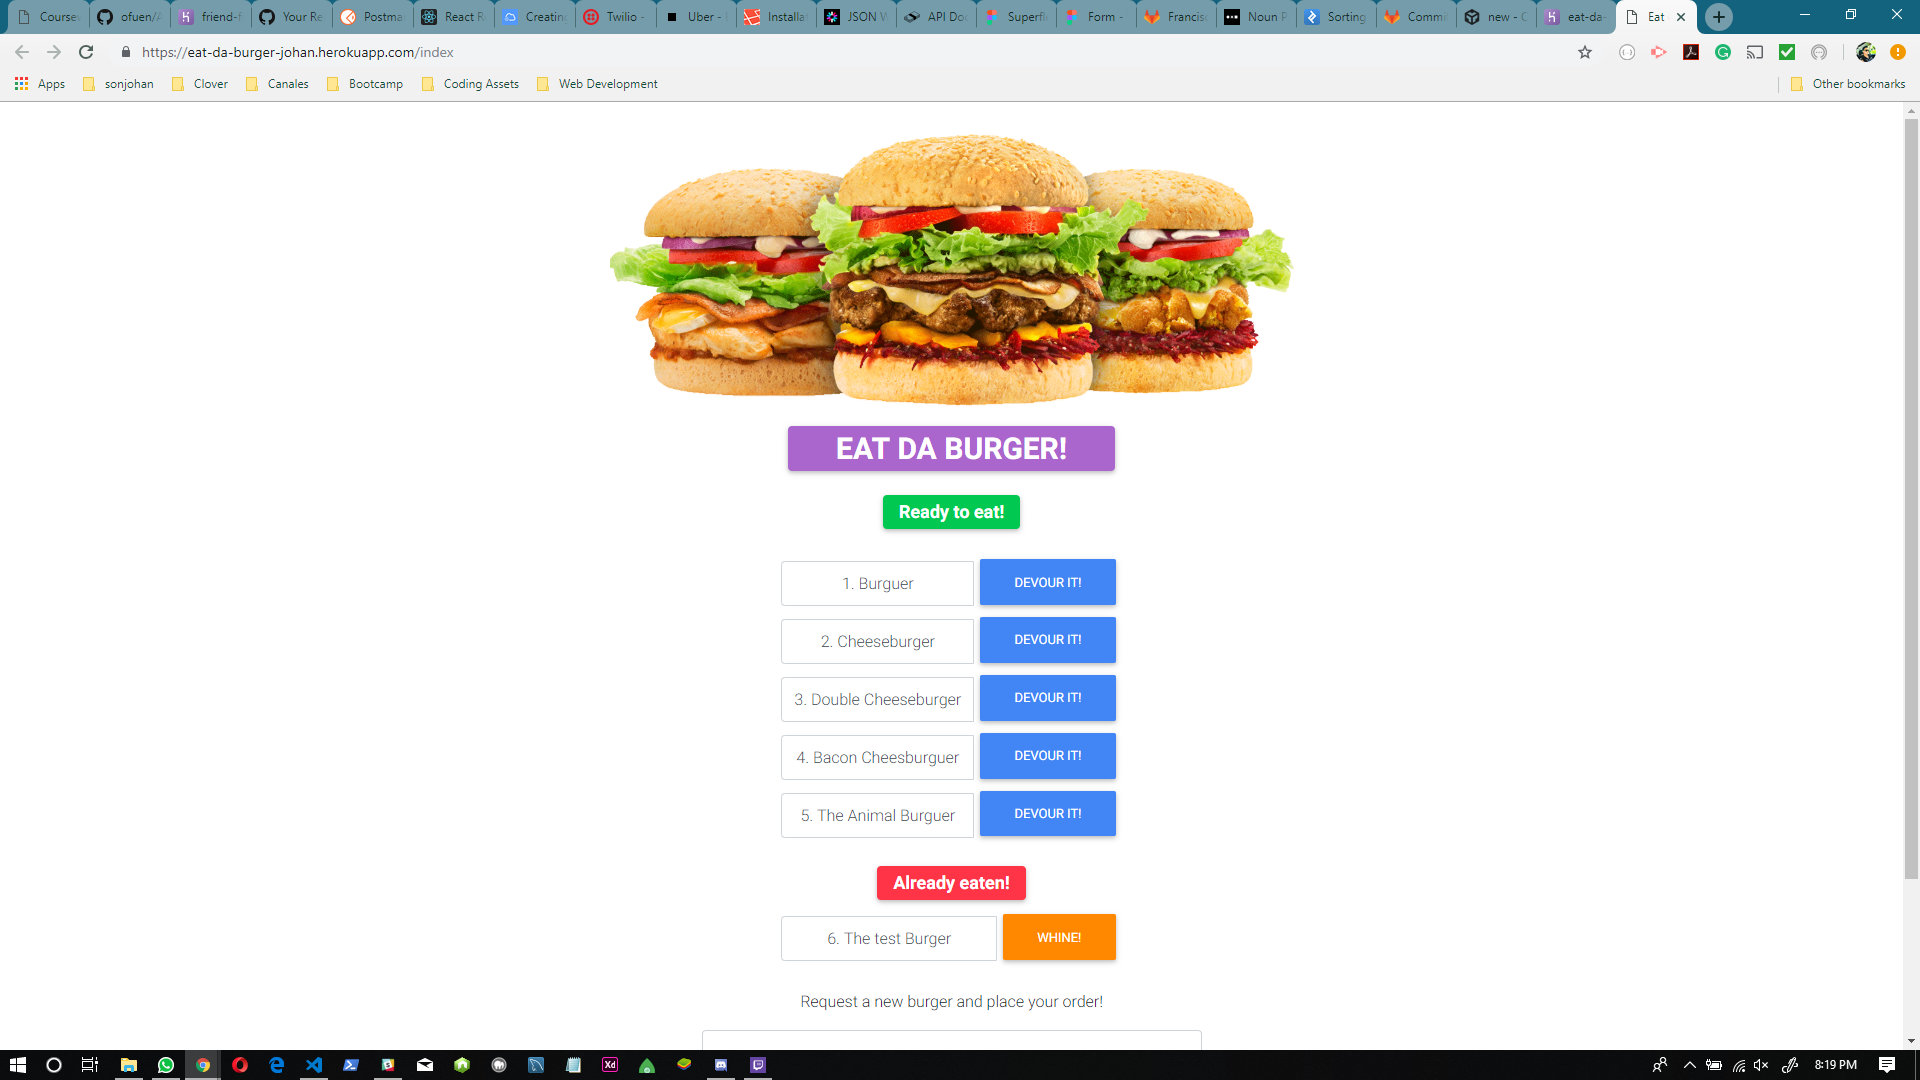 Coursew
ofuen/A
friend-f
Your Re
Postma
React R
Creatin
Twilio -
Uber -
Installa
JSON W
API Do
Superfi
Form -
Francis
Noun P
Sorting
Commi
new - C
eat-da-
Eat
https://eat-da-burger-johan.herokuapp.com/index
Apps sonjohan Clover Canales Bootcamp Coding Assets Web Development Other bookmarks
EAT DA BURGER!
Ready to eat!
1. Burguer DEVOUR IT!
2. Cheeseburger DEVOUR IT!
3. Double Cheeseburger DEVOUR IT!
4. Bacon Cheesburguer DEVOUR IT!
5. The Animal Burguer DEVOUR IT!
Already eaten!
6. The test Burger WHINE!
Request a new burger and place your order!
Xd
8:19 PM